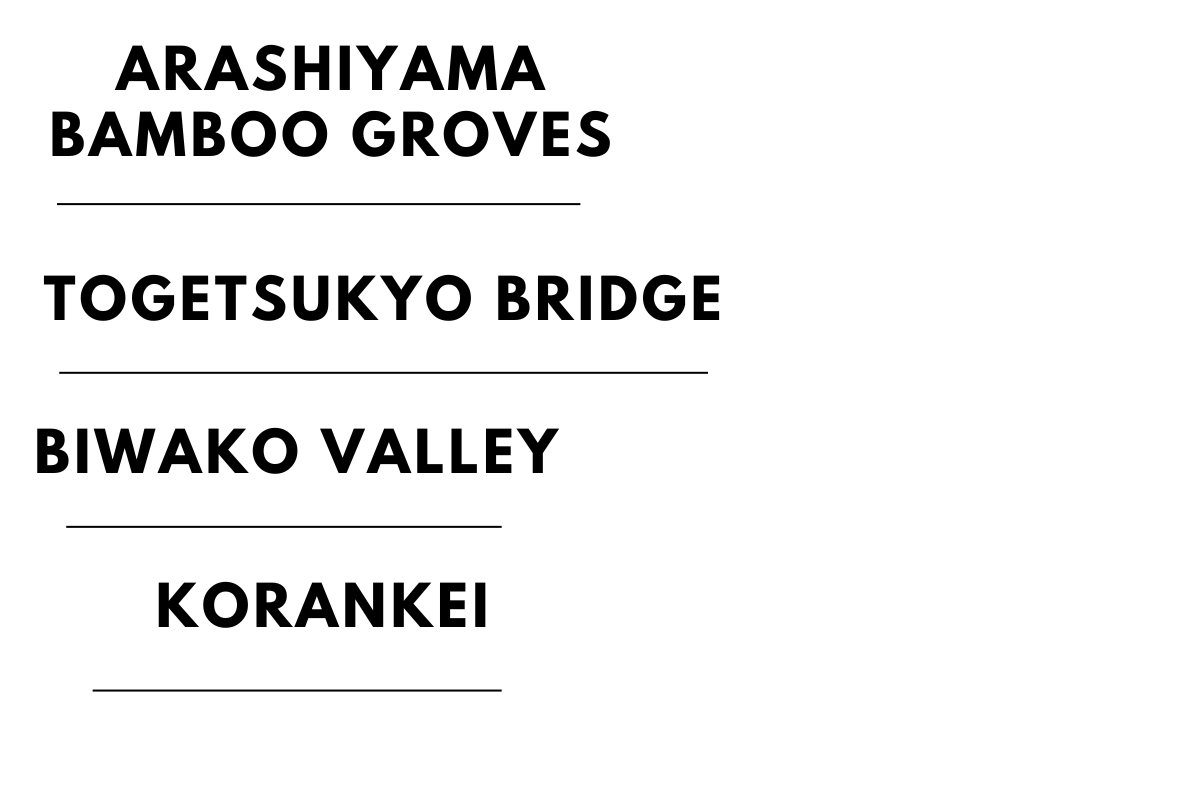 ARASHIYAMA
BAMBOO GROVES
TOGETSUKYO BRIDGE
BIWAKO VALLEY
KORANKEI